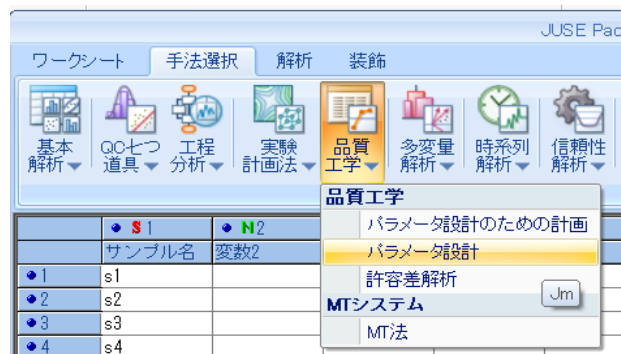 JUSE Pac
ワークシート 手法選択 解析 装飾
基本解析 QC七つ道具 工程分析 実験計画法 品質工学 多変量解析 時系列解析 信頼性解析
品質工学
パラメータ設計のための計画
パラメータ設計
許容差解析
Jm
MTシステム
MT法
S 1 N 2
サンプル名 変数2
1 s1
2 s2
3 s3
4 s4